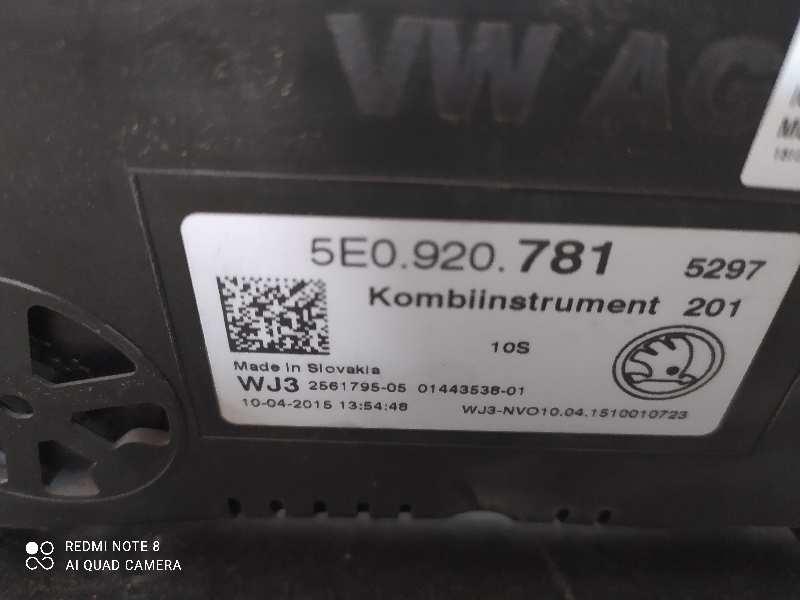 VW AG
5E0.920.781 5297
Kombiinstrument 201
10S
Made in Slovakia
WJ3 2561795-05 01443538-01
10-04-2015 13:54:48 WJ3-NVO10.04.1510010723
REDMI NOTE 8
AI QUAD CAMERA